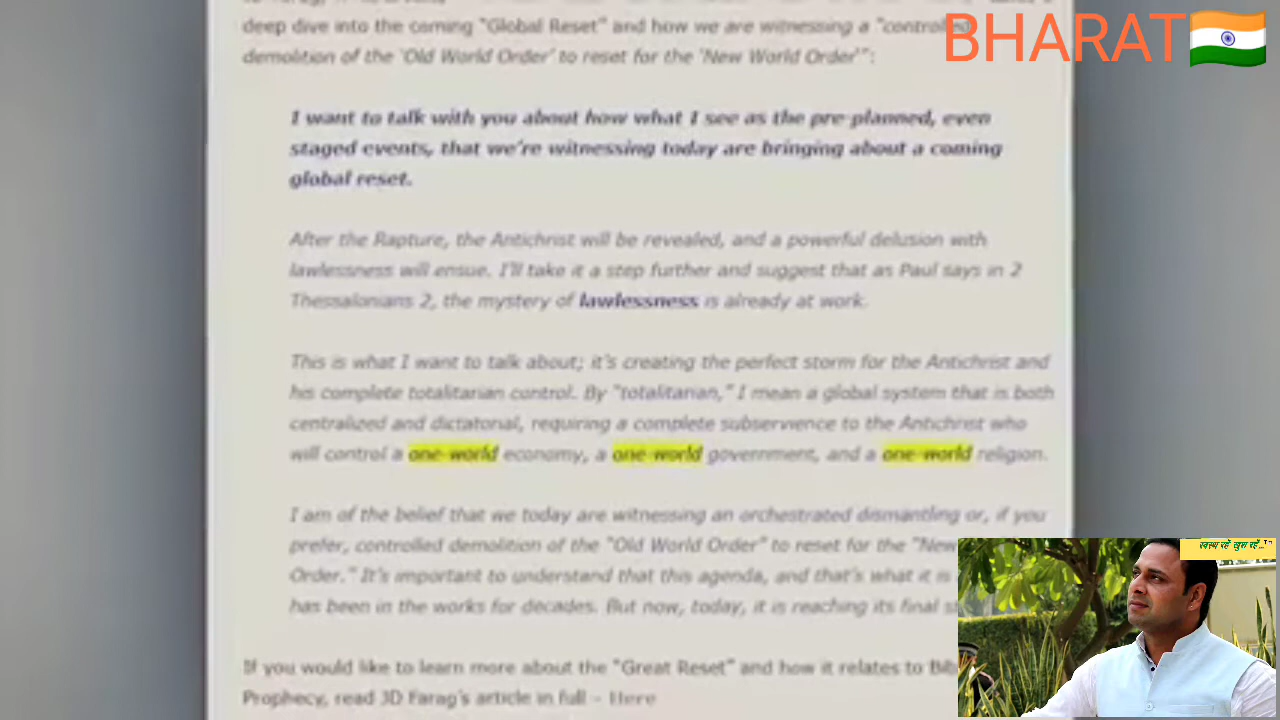 deep dive into the coming "Global Reset" and how we are witnessing a "controlled
demolition of the 'Old World Order' to reset for the 'New World Order'":
BHARAT
I want to talk with you about how what I see as the pre-planned, even
staged events, that we're witnessing today are bringing about a coming
global reset.
After the Rapture, the Antichrist will be revealed, and a powerful delusion with
lawlessness will ensue. I'll take it a step further and suggest that as Paul says in 2
Thessalonians 2, the mystery of lawlessness is already at work.
This is what I want to talk about; it's creating the perfect storm for the Antichrist and
his complete totalitarian control. By "totalitarian," I mean a global system that is both
centralized and dictatorial, requiring a complete subservience to the Antichrist who
will control a one-world economy, a one-world government, and a one-world religion.
I am of the belief that we today are witnessing an orchestrated dismantling or, if you
prefer, controlled demolition of the "Old World Order" to reset for the "New
Order." It's important to understand that this agenda, and that's what it is
has been in the works for decades. But now, today, it is reaching its final
If you would like to learn more about the "Great Reset" and how it relates to
Prophecy, read JD Farag's article in full – Here
स्वस्थ रहें खुश रहें...